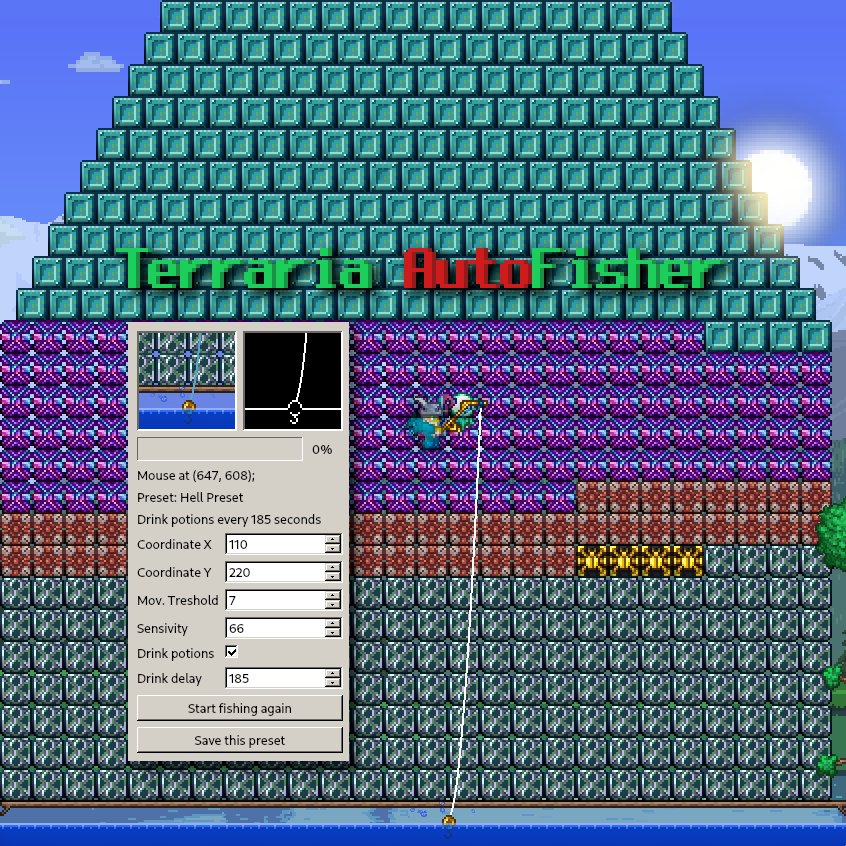 Terraria AutoFisher
0%
Mouse at (647, 608);
Preset: Hell Preset
Drink potions every 185 seconds
Coordinate X 110
Coordinate Y 220
Mov. Treshold 7
Sensivity 66
Drink potions
Drink delay 185
Start fishing again
Save this preset